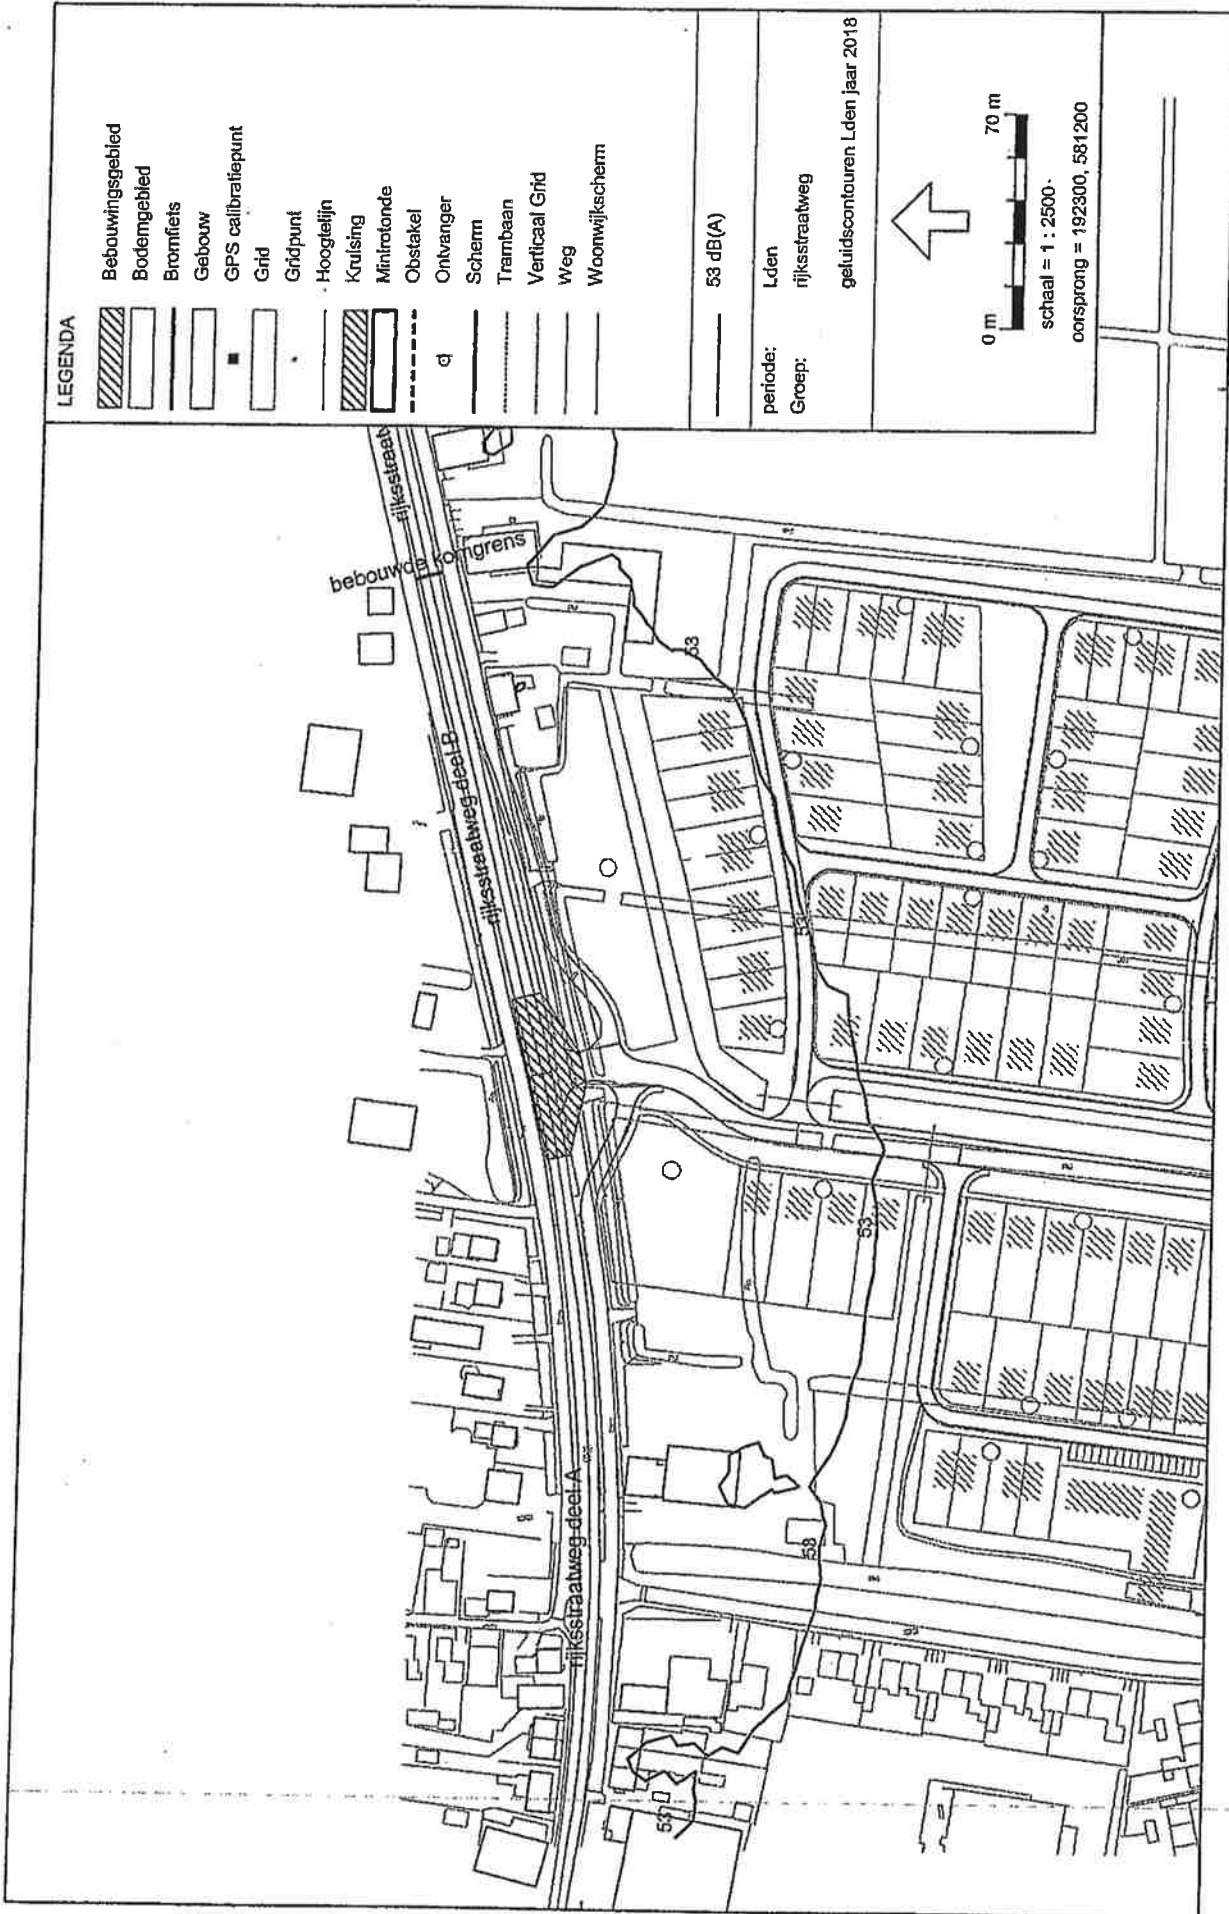 LEGENDA
Bebouwingsgebied
Bodemgebied
Bromfiets
Gebouw
GPS calibratiepunt
Grid
Gridpunt
Hoogtelijn
Kruising
Minirotonde
Obstakel
Ontvanger
Scherm
Trambaan
Verticaal Grid
Weg
Woonwijkscherm
53 dB(A)
periode: Lden
Groep: rijksstraatweg
geluidscontouren Lden jaar 2018
0 m 70 m
schaal = 1 : 2500
oorsprong = 192300, 581200
rijksstraatw
bebouwde komgrens
rijksstraatweg deel B
rijksstraatweg deel A
53
53
53
53
53